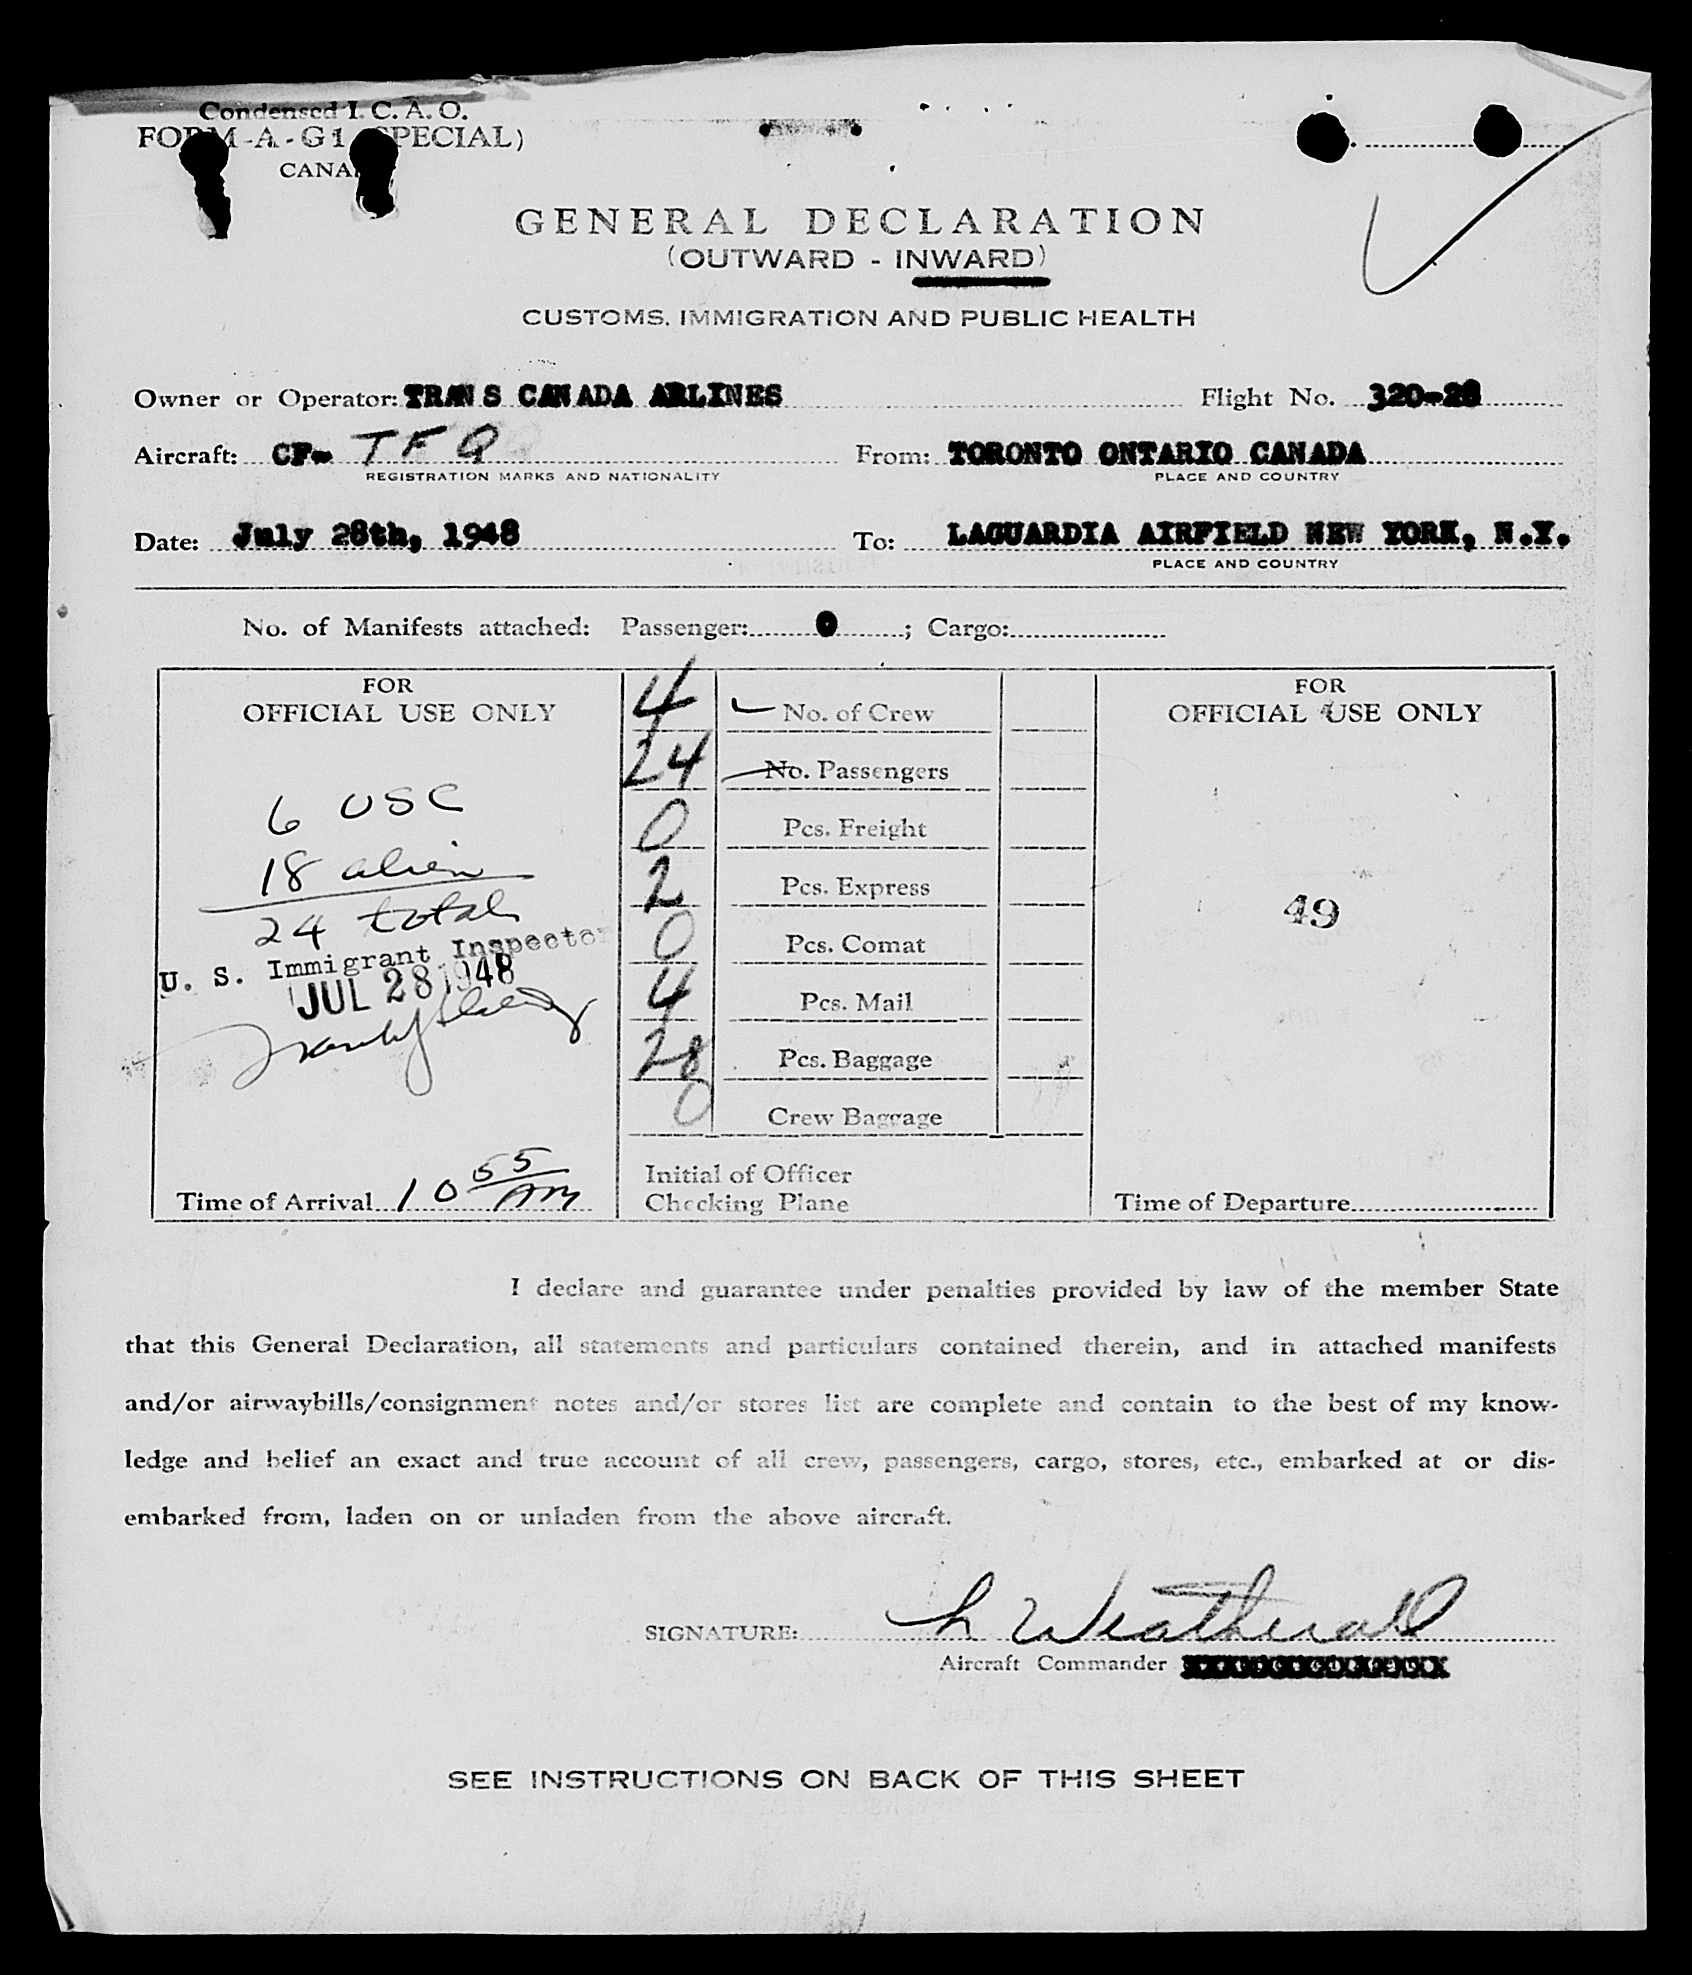 Condensed I. C. A. O.
FORM-A-G1 (SPECIAL)
CANADA
GENERAL DECLARATION
(OUTWARD - INWARD)
CUSTOMS, IMMIGRATION AND PUBLIC HEALTH
Owner or Operator: TRANS CANADA ARLINES Flight No. 320-28
Aircraft: CF- TFQ From: TORONTO ONTARIO CANADA
REGISTRATION MARKS AND NATIONALITY PLACE AND COUNTRY
Date: July 28th, 1948 To: LAGUARDIA AIRFIELD NEW YORK, N.Y.
PLACE AND COUNTRY
No. of Manifests attached: Passenger: 0; Cargo:
FOR
OFFICIAL USE ONLY
6 USC
18 alien
24 total
U. S. Immigrant Inspector
JUL 28 1948
Time of Arrival 10 55 AM
4 No. of Crew
24 No. Passengers
0 Pcs. Freight
2 Pcs. Express
0 Pcs. Comat
4 Pcs. Mail
28 Pcs. Baggage
0 Crew Baggage
Initial of Officer
Checking Plane
FOR
OFFICIAL USE ONLY
49
Time of Departure
I declare and guarantee under penalties provided by law of the member State
that this General Declaration, all statements and particulars contained therein, and in attached manifests
and/or airwaybills/consignment notes and/or stores list are complete and contain to the best of my know-
ledge and belief an exact and true account of all crew, passengers, cargo, stores, etc., embarked at or dis-
embarked from, laden on or unladen from the above aircraft.
SIGNATURE: L Weatherall
Aircraft Commander
SEE INSTRUCTIONS ON BACK OF THIS SHEET